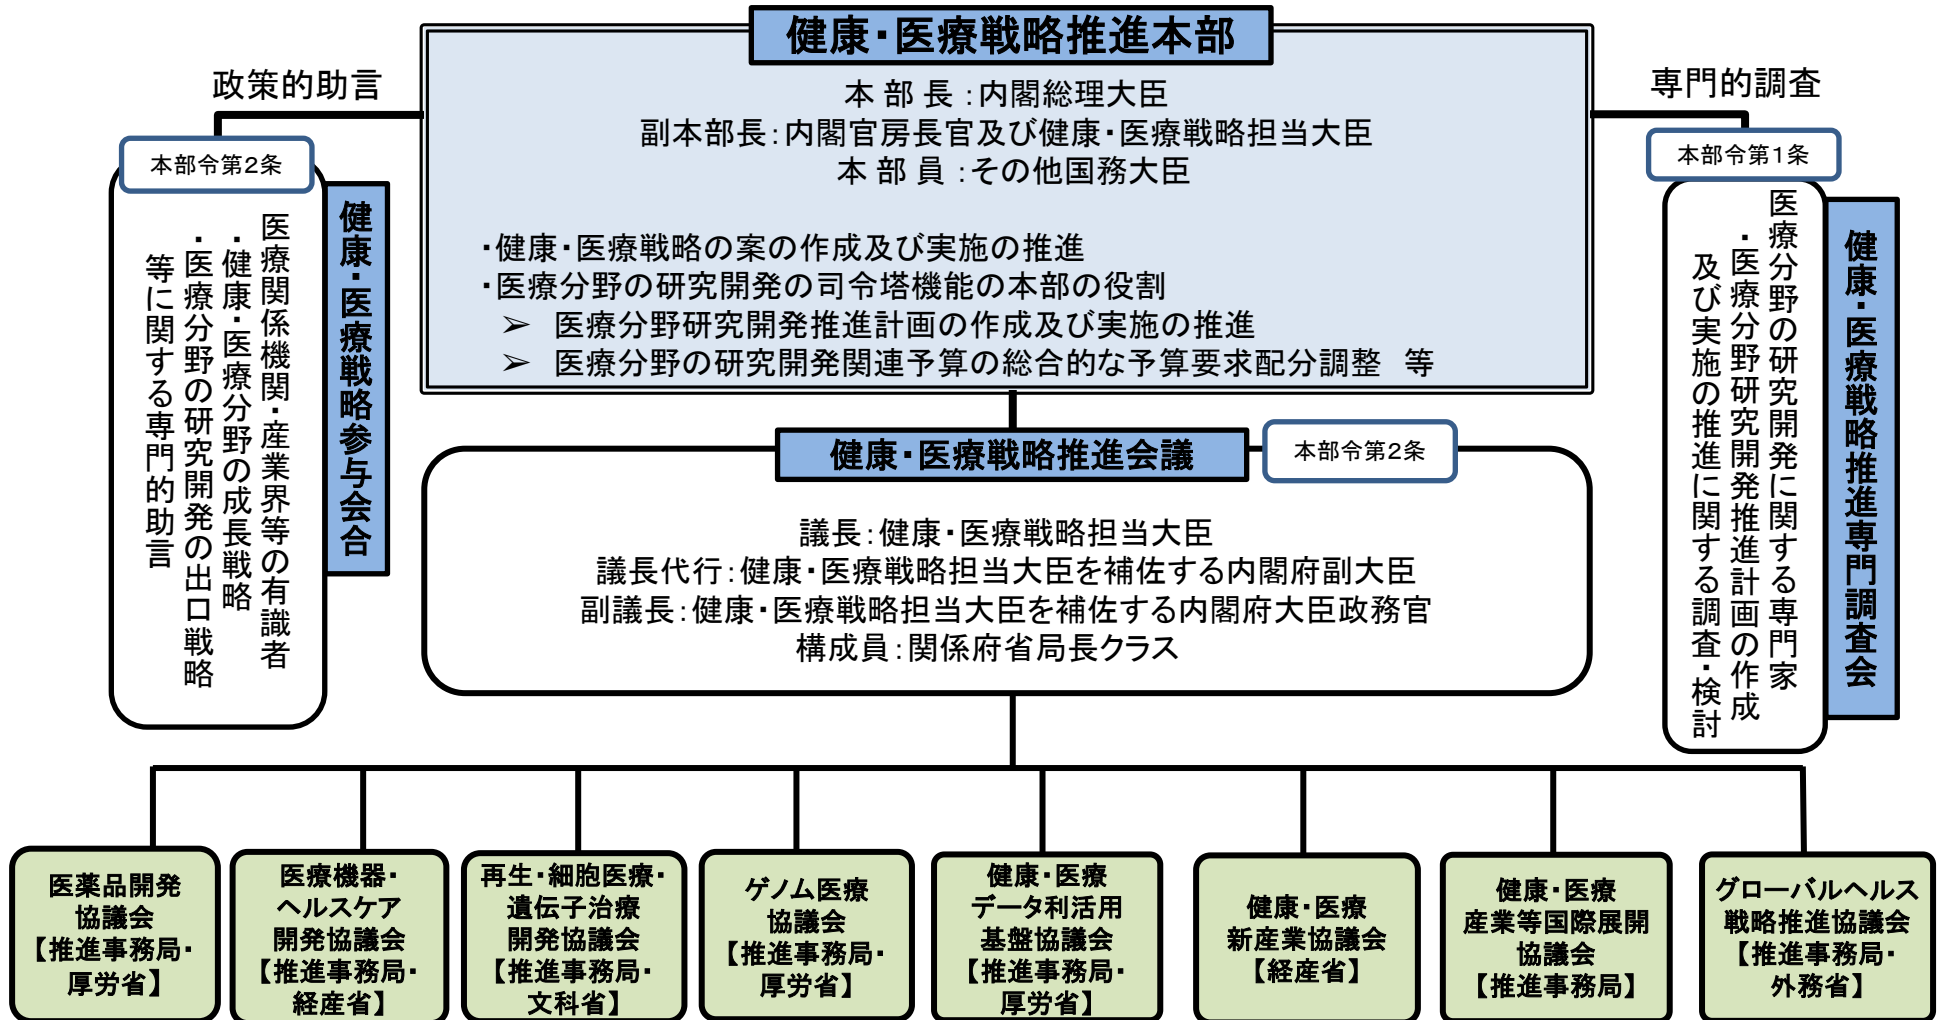 健康・医療戦略推進本部
本 部 長 ：内閣総理大臣
副本部長：内閣官房長官及び健康・医療戦略担当大臣
本 部 員 ：その他国務大臣
・健康・医療戦略の案の作成及び実施の推進
・医療分野の研究開発の司令塔機能の本部の役割
➢ 医療分野研究開発推進計画の作成及び実施の推進
➢ 医療分野の研究開発関連予算の総合的な予算要求配分調整　等
政策的助言
本部令第２条
健康・医療戦略参与会合
医療関係機関・産業界等の有識者
・健康・医療分野の成長戦略
・医療分野の研究開発の出口戦略
等に関する専門的助言
専門的調査
本部令第１条
健康・医療戦略推進専門調査会
医療分野の研究開発に関する専門家
・医療分野研究開発推進計画の作成
及び実施の推進に関する調査・検討
健康・医療戦略推進会議
本部令第２条
議長：健康・医療戦略担当大臣
議長代行：健康・医療戦略担当大臣を補佐する内閣府副大臣
副議長：健康・医療戦略担当大臣を補佐する内閣府大臣政務官
構成員：関係府省局長クラス
医薬品開発
協議会
【推進事務局・
厚労省】
医療機器・
ヘルスケア
開発協議会
【推進事務局・
経産省】
再生・細胞医療・
遺伝子治療
開発協議会
【推進事務局・
文科省】
ゲノム医療
協議会
【推進事務局・
厚労省】
健康・医療
データ利活用
基盤協議会
【推進事務局・
厚労省】
健康・医療
新産業協議会
【経産省】
健康・医療
産業等国際展開
協議会
【推進事務局】
グローバルヘルス
戦略推進協議会
【推進事務局・
外務省】